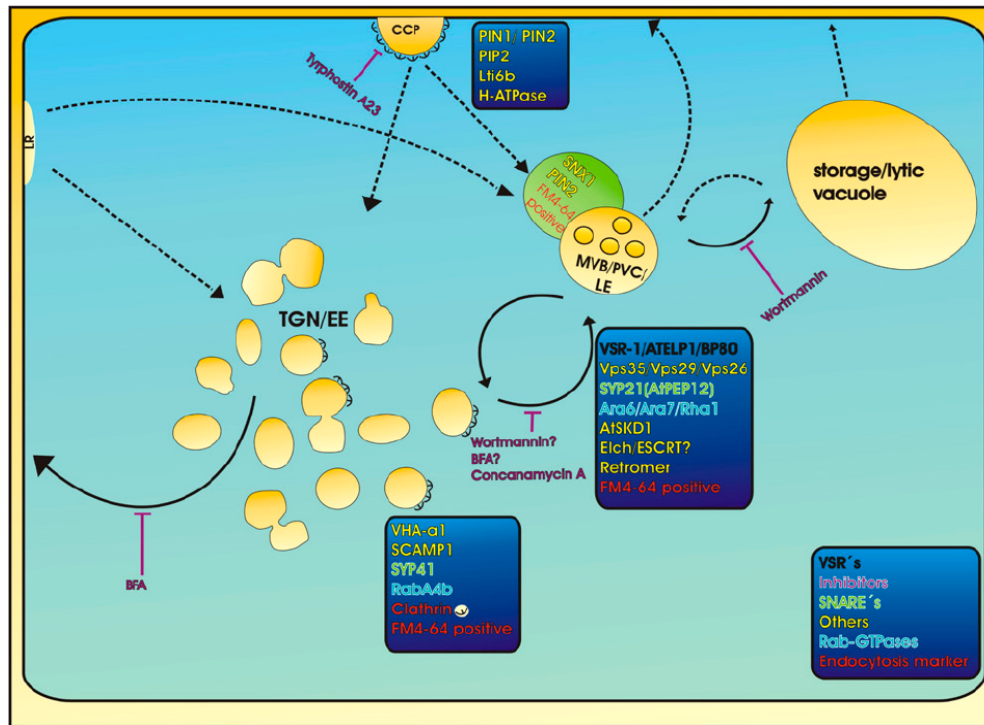 CCP
PIN1/ PIN2
PIP2
Lti6b
H-ATPase
Tyrphostin A23
LR
SNX1
PIN2
FM4-64
positive
MVB/PVC/
LE
storage/lytic
vacuole
Wortmannin
TGN/EE
VSR-1/ATELP1/BP80
Vps35/Vps29/Vps26
SYP21(AtPEP12)
Ara6/Ara7/Rha1
AtSKD1
Elch/ESCRT?
Retromer
FM4-64 positive
Wortmannin?
BFA?
Concanamycin A
BFA
VHA-a1
SCAMP1
SYP41
RabA4b
Clathrin
FM4-64 positive
VSR´s
Inhibitors
SNARE´s
Others
Rab-GTPases
Endocytosis marker